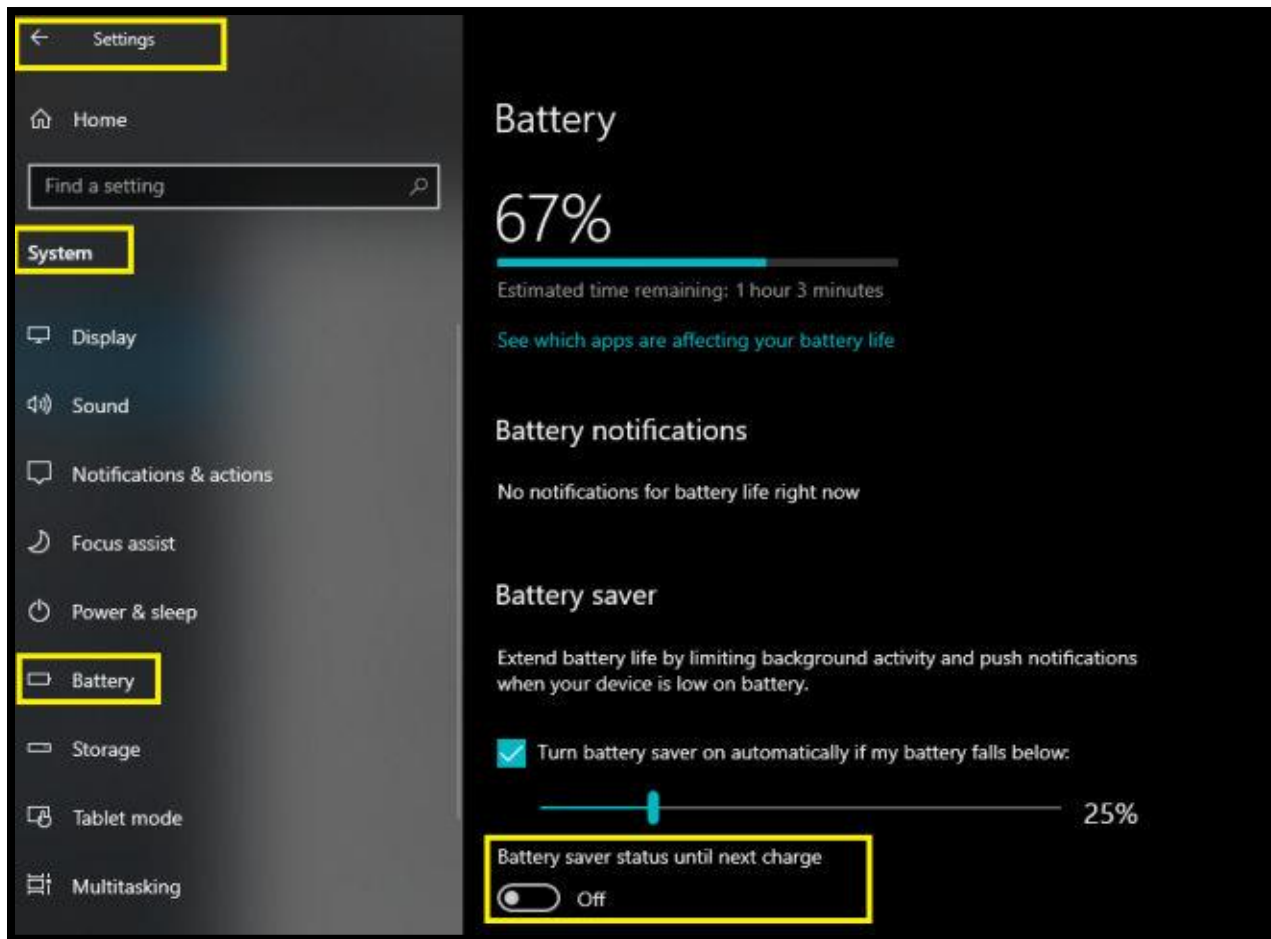 Settings
Home
Find a setting
System
Display
Sound
Notifications & actions
Focus assist
Power & sleep
Battery
Storage
Tablet mode
Multitasking
Battery
67%
Estimated time remaining: 1 hour 3 minutes
See which apps are affecting your battery life
Battery notifications
No notifications for battery life right now
Battery saver
Extend battery life by limiting background activity and push notifications
when your device is low on battery.
Turn battery saver on automatically if my battery falls below:
25%
Battery saver status until next charge
Off